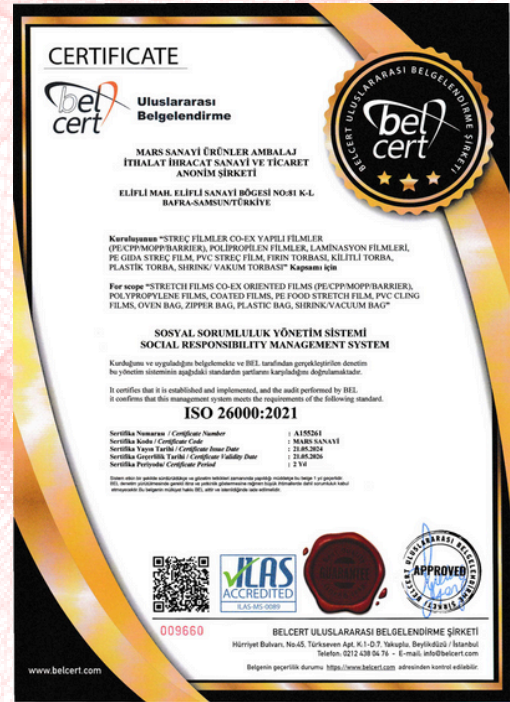 CERTIFICATE
bel
cert
Uluslararası
Belgelendirme
BELCERT ULUSLARARASI BELGELENDİRME ŞİRKETİ
bel
cert
MARS SANAYİ ÜRÜNLER AMBALAJ
İTHALAT İHRACAT SANAYİ VE TİCARET
ANONİM ŞİRKETİ
ELİFLİ MAH. ELİFLİ SANAYİ BÖGESİ NO:81 K-L
BAFRA-SAMSUN/TÜRKİYE
Kuruluşunun “STREÇ FİLMLER CO-EX YAPILI FİLMLER
(PE/CPP/MOPP/BARRIER), POLİPROPİLEN FİLMLER, LAMİNASYON FİLMLERİ,
PE GIDA STREÇ FİLM, PVC STREÇ FİLM, FIRIN TORBASI, KİLİTLİ TORBA,
PLASTİK TORBA, SHRINK/ VAKUM TORBASI” Kapsamı için
For scope “STRETCH FILMS CO-EX ORIENTED FILMS (PE/CPP/MOPP/BARRIER),
POLYPROPYLENE FILMS, COATED FILMS, PE FOOD STRETCH FILM, PVC CLING
FILMS, OVEN BAG, ZIPPER BAG, PLASTIC BAG, SHRINK/VACUUM BAG”
SOSYAL SORUMLULUK YÖNETİM SİSTEMİ
SOCIAL RESPONSIBILITY MANAGEMENT SYSTEM
Kurduğunu ve uyguladığını belgelemekte ve BEL tarafından gerçekleştirilen denetim
bu yönetim sisteminin aşağıdaki standardın şartlarını karşıladığını doğrulamaktadır.
It certifies that it is established and implemented, and the audit performed by BEL
it confirms that this management system meets the requirements of the following standard.
ISO 26000:2021
Sertifika Numarası / Certificate Number : A155261
Sertifika Kodu / Certificate Code : MARS SANAYİ
Sertifika Yayın Tarihi / Certificate Issue Date : 21.05.2024
Sertifika Geçerlilik Tarihi / Certificate Validity Date : 21.05.2026
Sertifika Periyodu/ Certificate Period : 2 Yıl
ILAS
ACCREDITED
ILAS-MS-0089
GUARANTEE
BELCERT ULUSLARARASI BELGELENDİRME ŞİRKETİ
APPROVED
009660
BELCERT ULUSLARARASI BELGELENDİRME ŞİRKETİ
Hürriyet Bulvarı, No:45, Türkseven Apt, K:1-D:7, Yakuplu, Beylikdüzü / İstanbul
Telefon: 0212 438 04 76 - E-mail: info@belcert.com
www.belcert.com
Belgenin geçerlilik durumu https://www.belcert.com adresinden kontrol edilebilir.